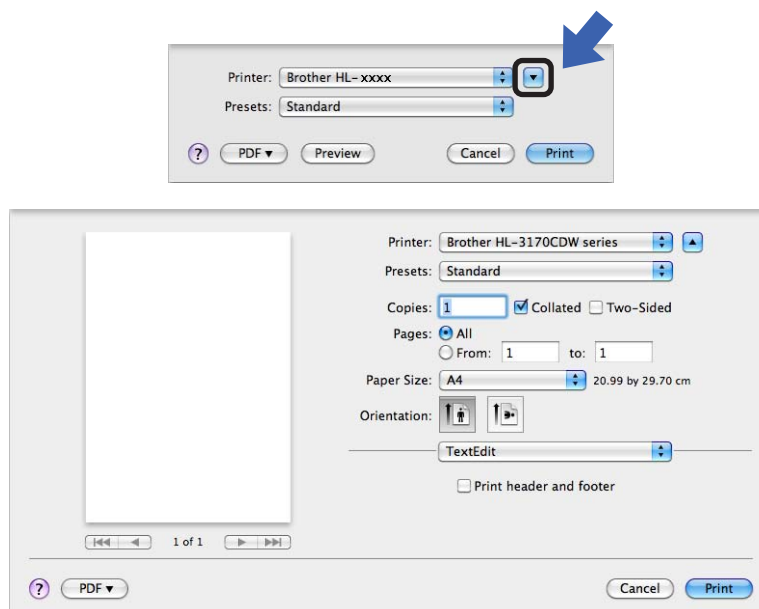 Printer: Brother HL- xxxx
Presets: Standard
? PDF ▼ Preview Cancel Print
Printer: Brother HL-3170CDW series
Presets: Standard
Copies: 1 Collated Two-Sided
Pages: All
From: 1 to: 1
Paper Size: A4 20.99 by 29.70 cm
Orientation:
TextEdit
Print header and footer
1 of 1
? PDF ▼ Cancel Print